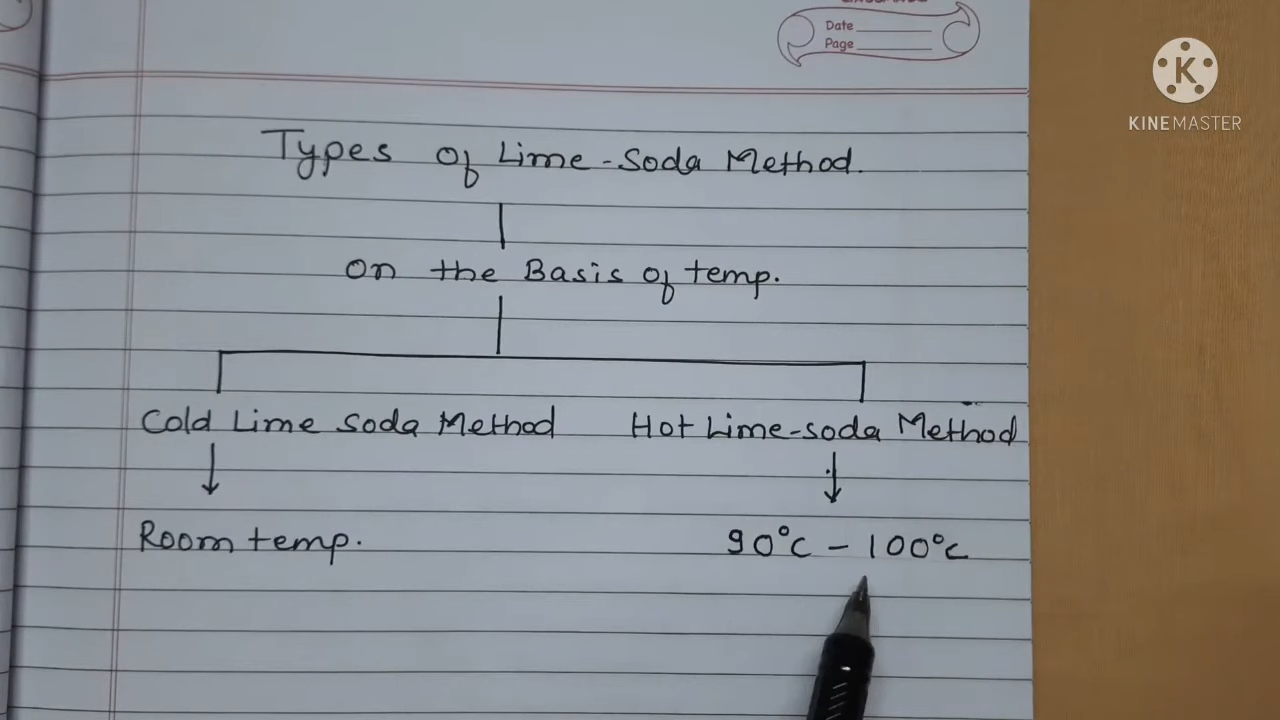 Date
Page
KINEMASTER
Types of Lime-Soda Method.
On the Basis of temp.
Cold Lime Soda Method
Hot Lime-soda Method
Room temp.
90°C - 100°C